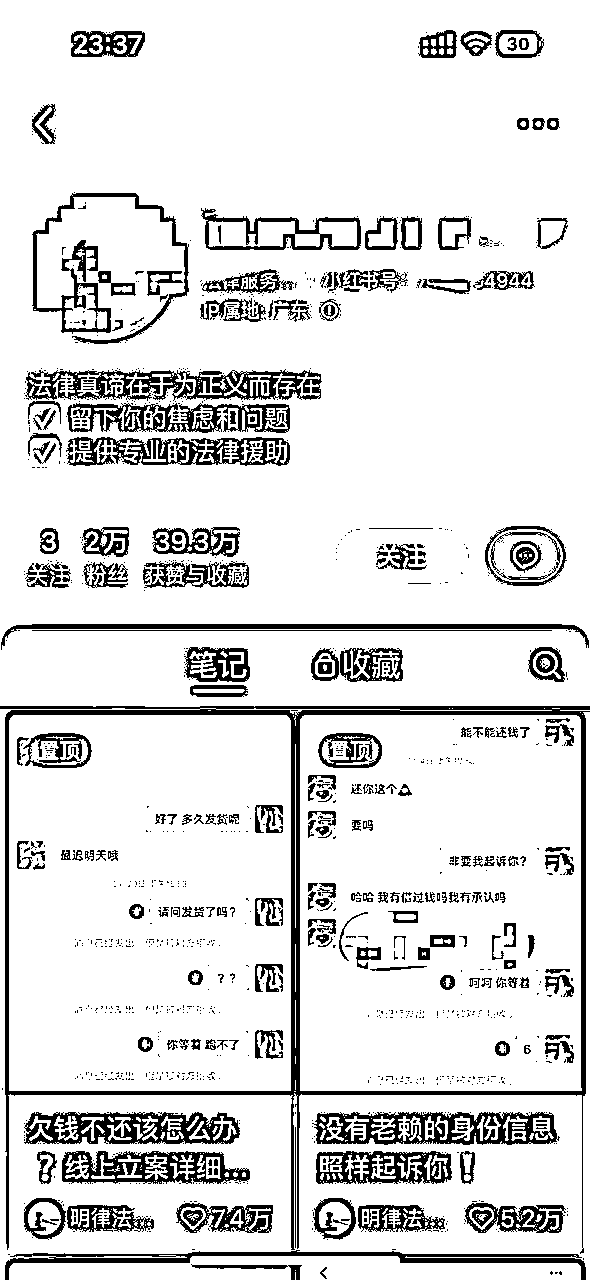 23:37
30
服务
小红书号
4944
IP属地:广东
法律真谛在于为正义而存在
留下你的焦虑和问题
提供专业的法律援助
3 2万 39.3万
关注 粉丝 获赞与收藏
关注
笔记 收藏
置顶
好了 多久发货呢
最迟明天哦
请问发货了吗?
??
你等着 跑不了
欠钱不还该怎么办
?线上立案详细...
明律法...
7.4万
置顶
能不能还钱了
还你这个
要吗
非要我起诉你?
哈哈 我有借过钱吗我有承认吗
呵呵 你等着
6
没有老赖的身份信息
照样起诉你!
明律法...
5.2万